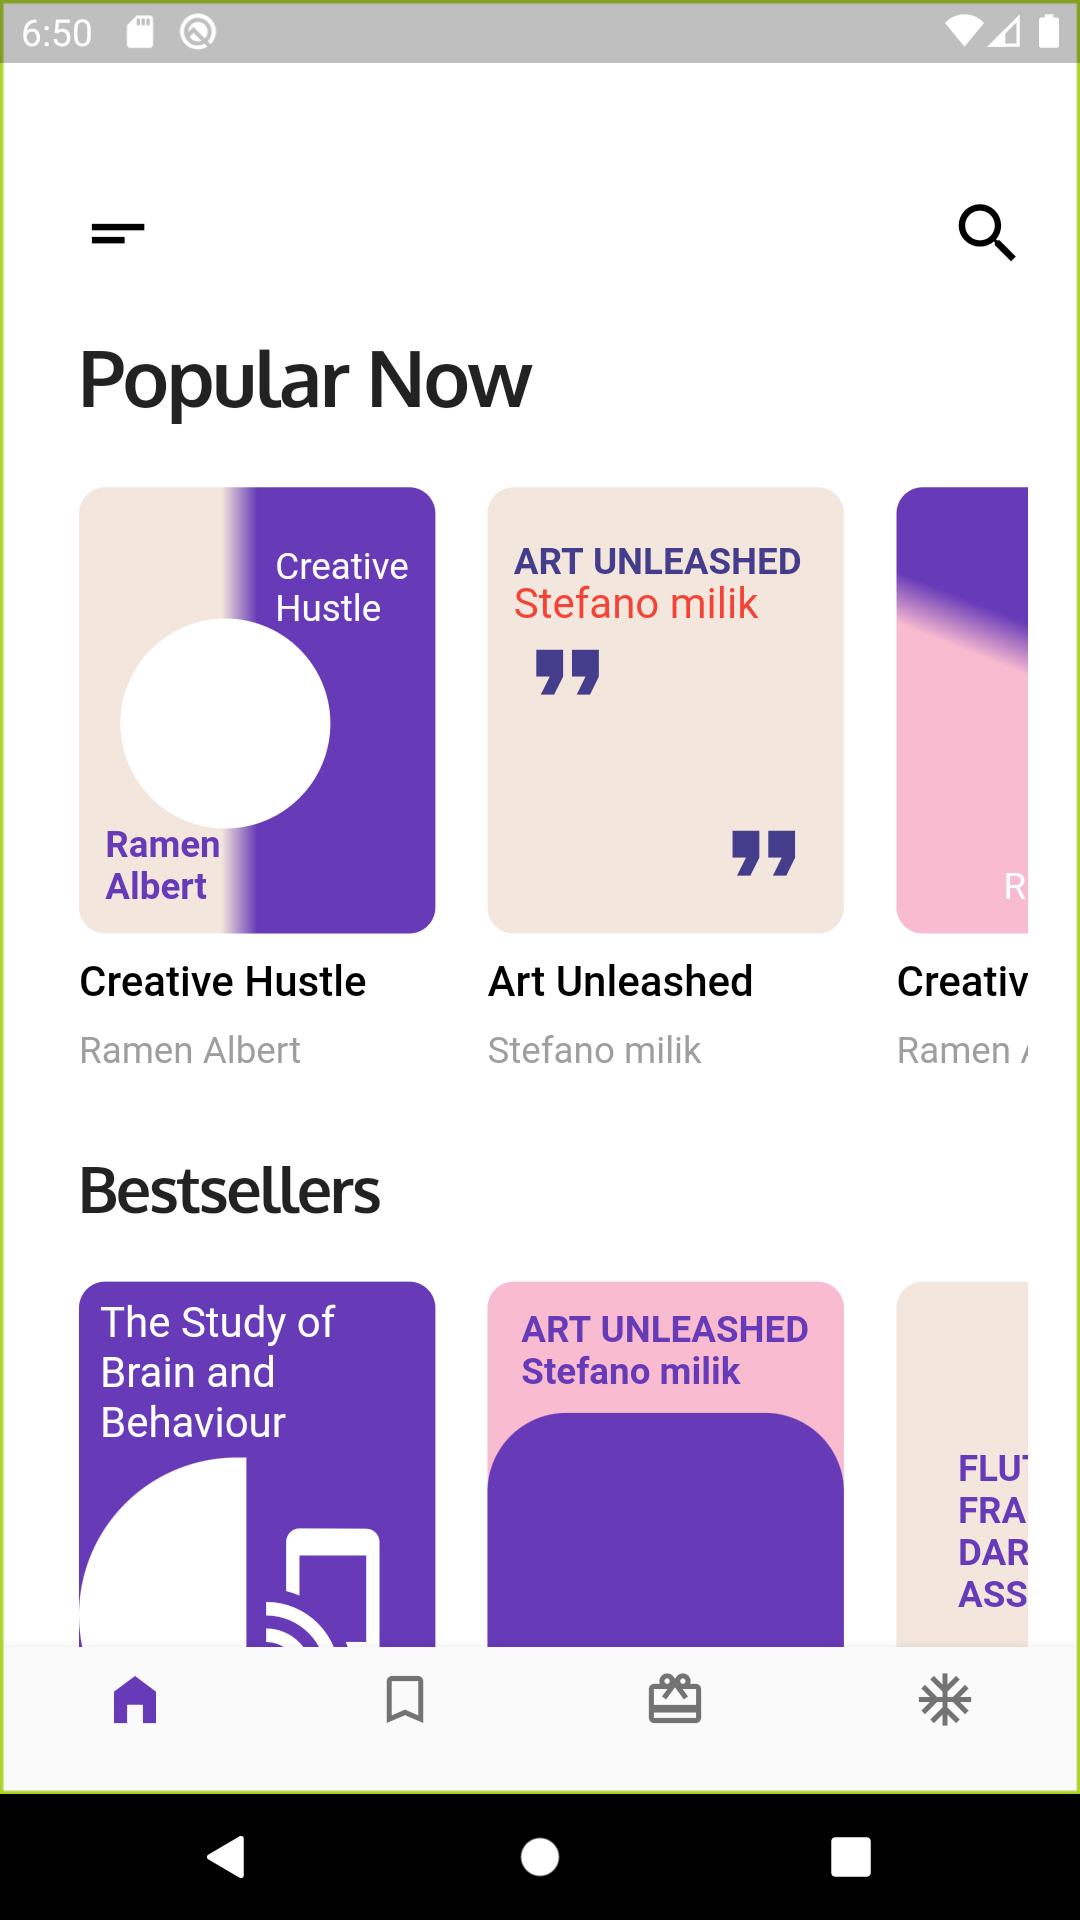 6:50
Popular Now
Creative
Hustle
Ramen
Albert
ART UNLEASHED
Stefano milik
R
Creative Hustle
Art Unleashed
Creativ
Ramen Albert
Stefano milik
Ramen A
Bestsellers
The Study of
Brain and
Behaviour
ART UNLEASHED
Stefano milik
FLUT
FRA
DAR
ASS